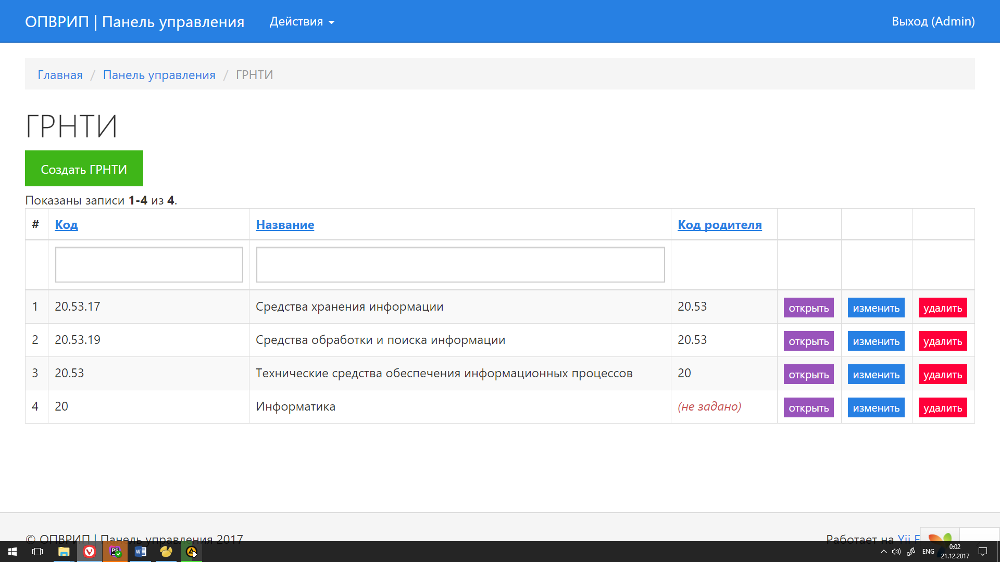 ОПВРИП | Панель управления Действия Выход (Admin)
Главная / Панель управления / ГРНТИ
ГРНТИ
Создать ГРНТИ
Показаны записи 1-4 из 4.
# Код Название Код родителя
1 20.53.17 Средства хранения информации 20.53 открыть изменить удалить
2 20.53.19 Средства обработки и поиска информации 20.53 открыть изменить удалить
3 20.53 Технические средства обеспечения информационных процессов 20 открыть изменить удалить
4 20 Информатика (не задано) открыть изменить удалить
© ОПВРИП | Панель управления 2017 Работает на Yii
ENG 0:02
21.12.2017